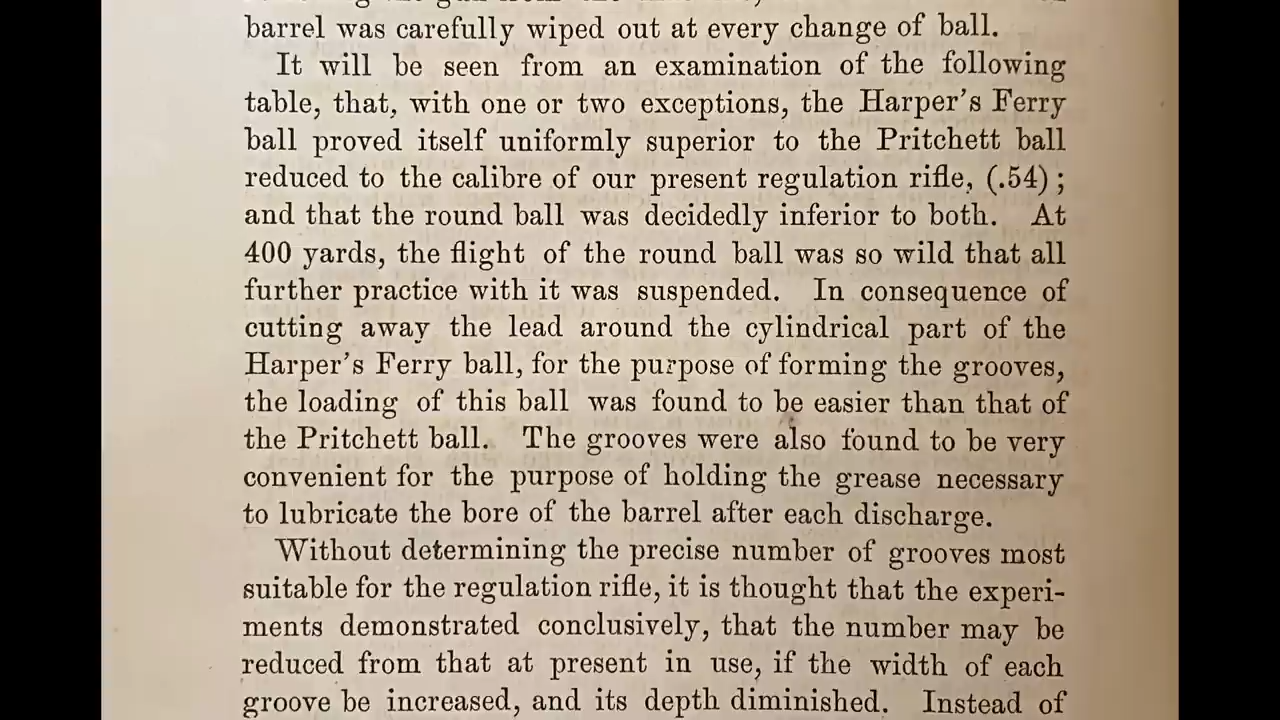 barrel was carefully wiped out at every change of ball.
It will be seen from an examination of the following
table, that, with one or two exceptions, the Harper's Ferry
ball proved itself uniformly superior to the Pritchett ball
reduced to the calibre of our present regulation rifle, (.54) ;
and that the round ball was decidedly inferior to both. At
400 yards, the flight of the round ball was so wild that all
further practice with it was suspended. In consequence of
cutting away the lead around the cylindrical part of the
Harper's Ferry ball, for the purpose of forming the grooves,
the loading of this ball was found to be easier than that of
the Pritchett ball. The grooves were also found to be very
convenient for the purpose of holding the grease necessary
to lubricate the bore of the barrel after each discharge.
Without determining the precise number of grooves most
suitable for the regulation rifle, it is thought that the experi-
ments demonstrated conclusively, that the number may be
reduced from that at present in use, if the width of each
groove be increased, and its depth diminished. Instead of